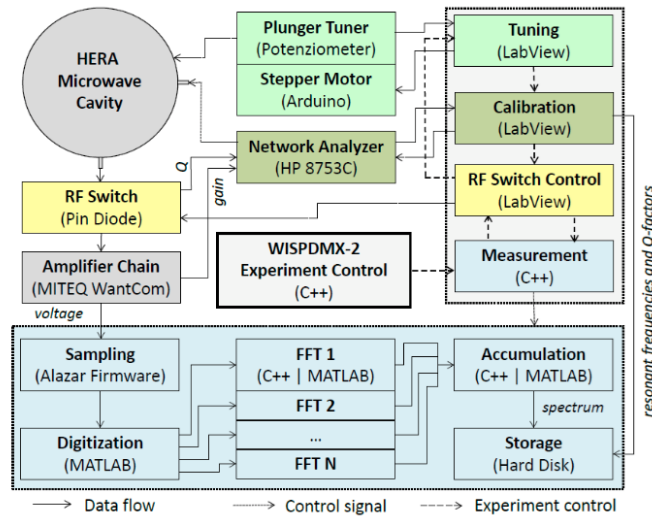 HERA
Microwave
Cavity
Plunger Tuner
(Potenziometer)
Stepper Motor
(Arduino)
Tuning
(LabView)
Network Analyzer
(HP 8753C)
Calibration
(LabView)
Q
gain
RF Switch
(Pin Diode)
RF Switch Control
(LabView)
Amplifier Chain
(MITEQ WantCom)
WISPDMX-2
Experiment Control
(C++)
Measurement
(C++)
resonant frequencies and Q-factors
voltage
Sampling
(Alazar Firmware)
FFT 1
(C++ | MATLAB)
Accumulation
(C++ | MATLAB)
FFT 2
spectrum
Digitization
(MATLAB)
...
FFT N
Storage
(Hard Disk)
Data flow
Control signal
Experiment control